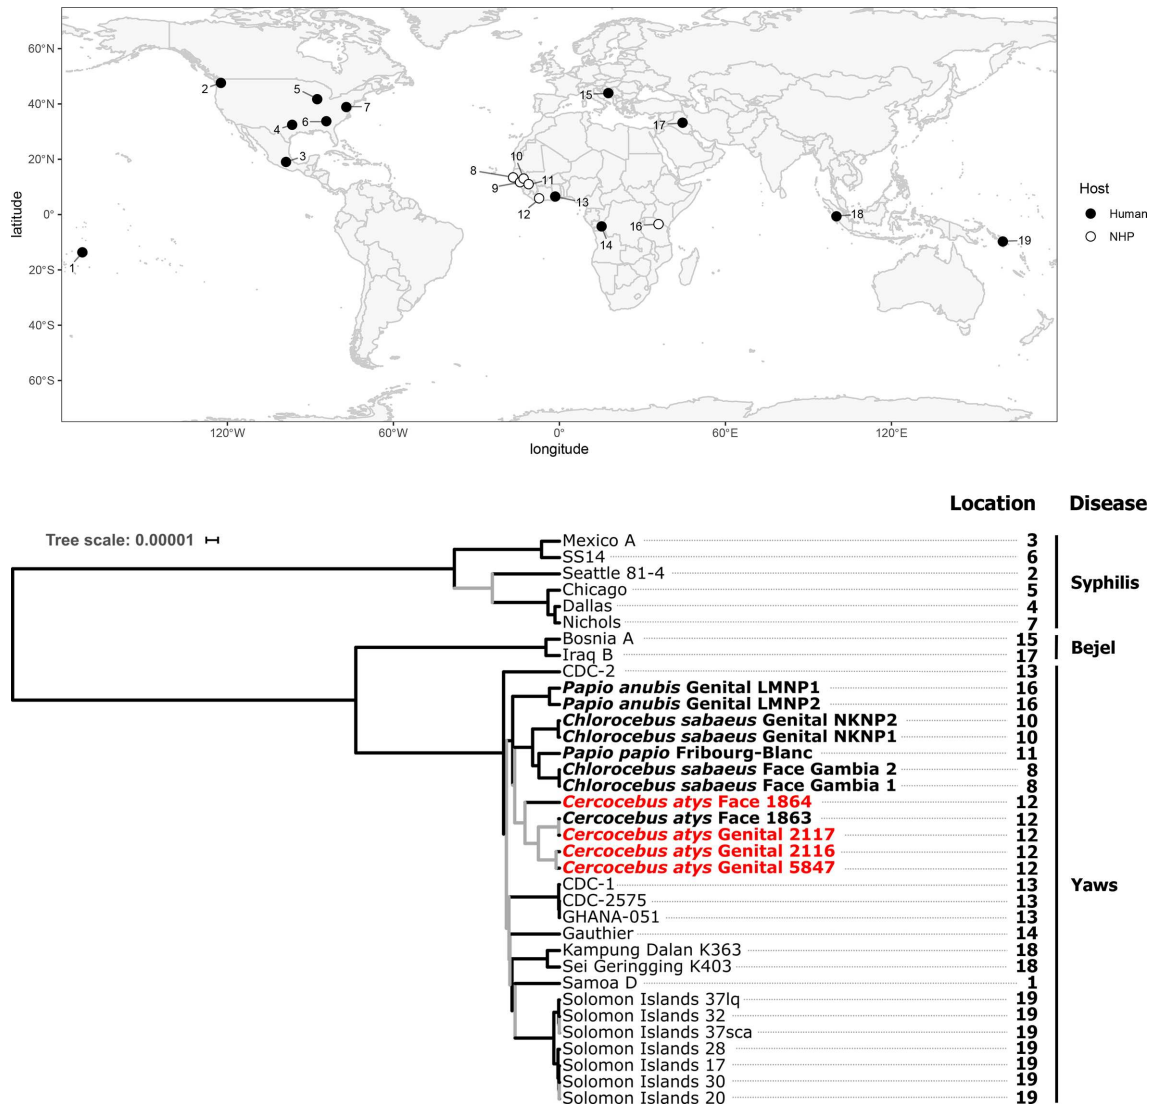 60°N
40°N
20°N
0°
20°S
40°S
60°S
latitude
120°W
60°W
0°
60°E
120°E
longitude
1
2
3
4
5
6
7
8
9
10
11
12
13
14
15
16
17
18
19
Host
Human
NHP
Location Disease
Tree scale: 0.00001
Mexico A 3
SS14 6
Seattle 81-4 2
Chicago 5
Dallas 4
Nichols 7
Syphilis
Bosnia A 15
Iraq B 17
Bejel
CDC-2 13
Papio anubis Genital LMNP1 16
Papio anubis Genital LMNP2 16
Chlorocebus sabaeus Genital NKNP2 10
Chlorocebus sabaeus Genital NKNP1 10
Papio papio Fribourg-Blanc 11
Chlorocebus sabaeus Face Gambia 2 8
Chlorocebus sabaeus Face Gambia 1 8
Cercocebus atys Face 1864 12
Cercocebus atys Face 1863 12
Cercocebus atys Genital 2117 12
Cercocebus atys Genital 2116 12
Cercocebus atys Genital 5847 12
CDC-1 13
CDC-2575 13
GHANA-051 13
Gauthier 14
Kampung Dalan K363 18
Sei Geringging K403 18
Samoa D 1
Solomon Islands 37lq 19
Solomon Islands 32 19
Solomon Islands 37sca 19
Solomon Islands 28 19
Solomon Islands 17 19
Solomon Islands 30 19
Solomon Islands 20 19
Yaws